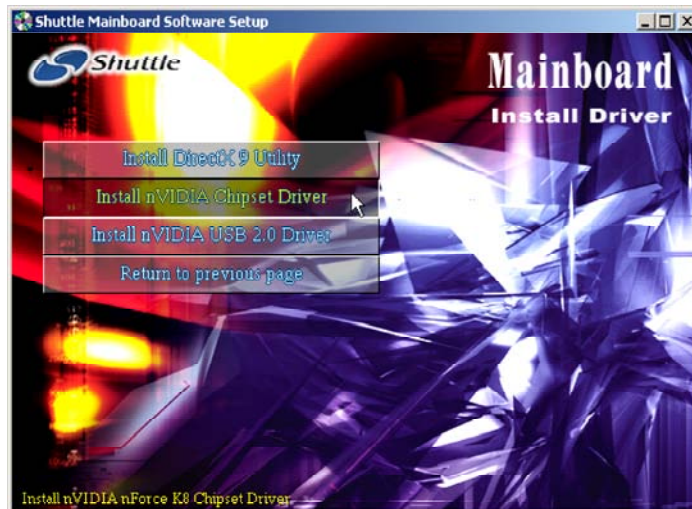 Shuttle Mainboard Software Setup
Shuttle
Mainboard
Install Driver
Install DirectX 9 Utility
Install nVIDIA Chipset Driver
Install nVIDIA USB 2.0 Driver
Return to previous page
Install nVIDIA nForce K8 Chipset Driver.